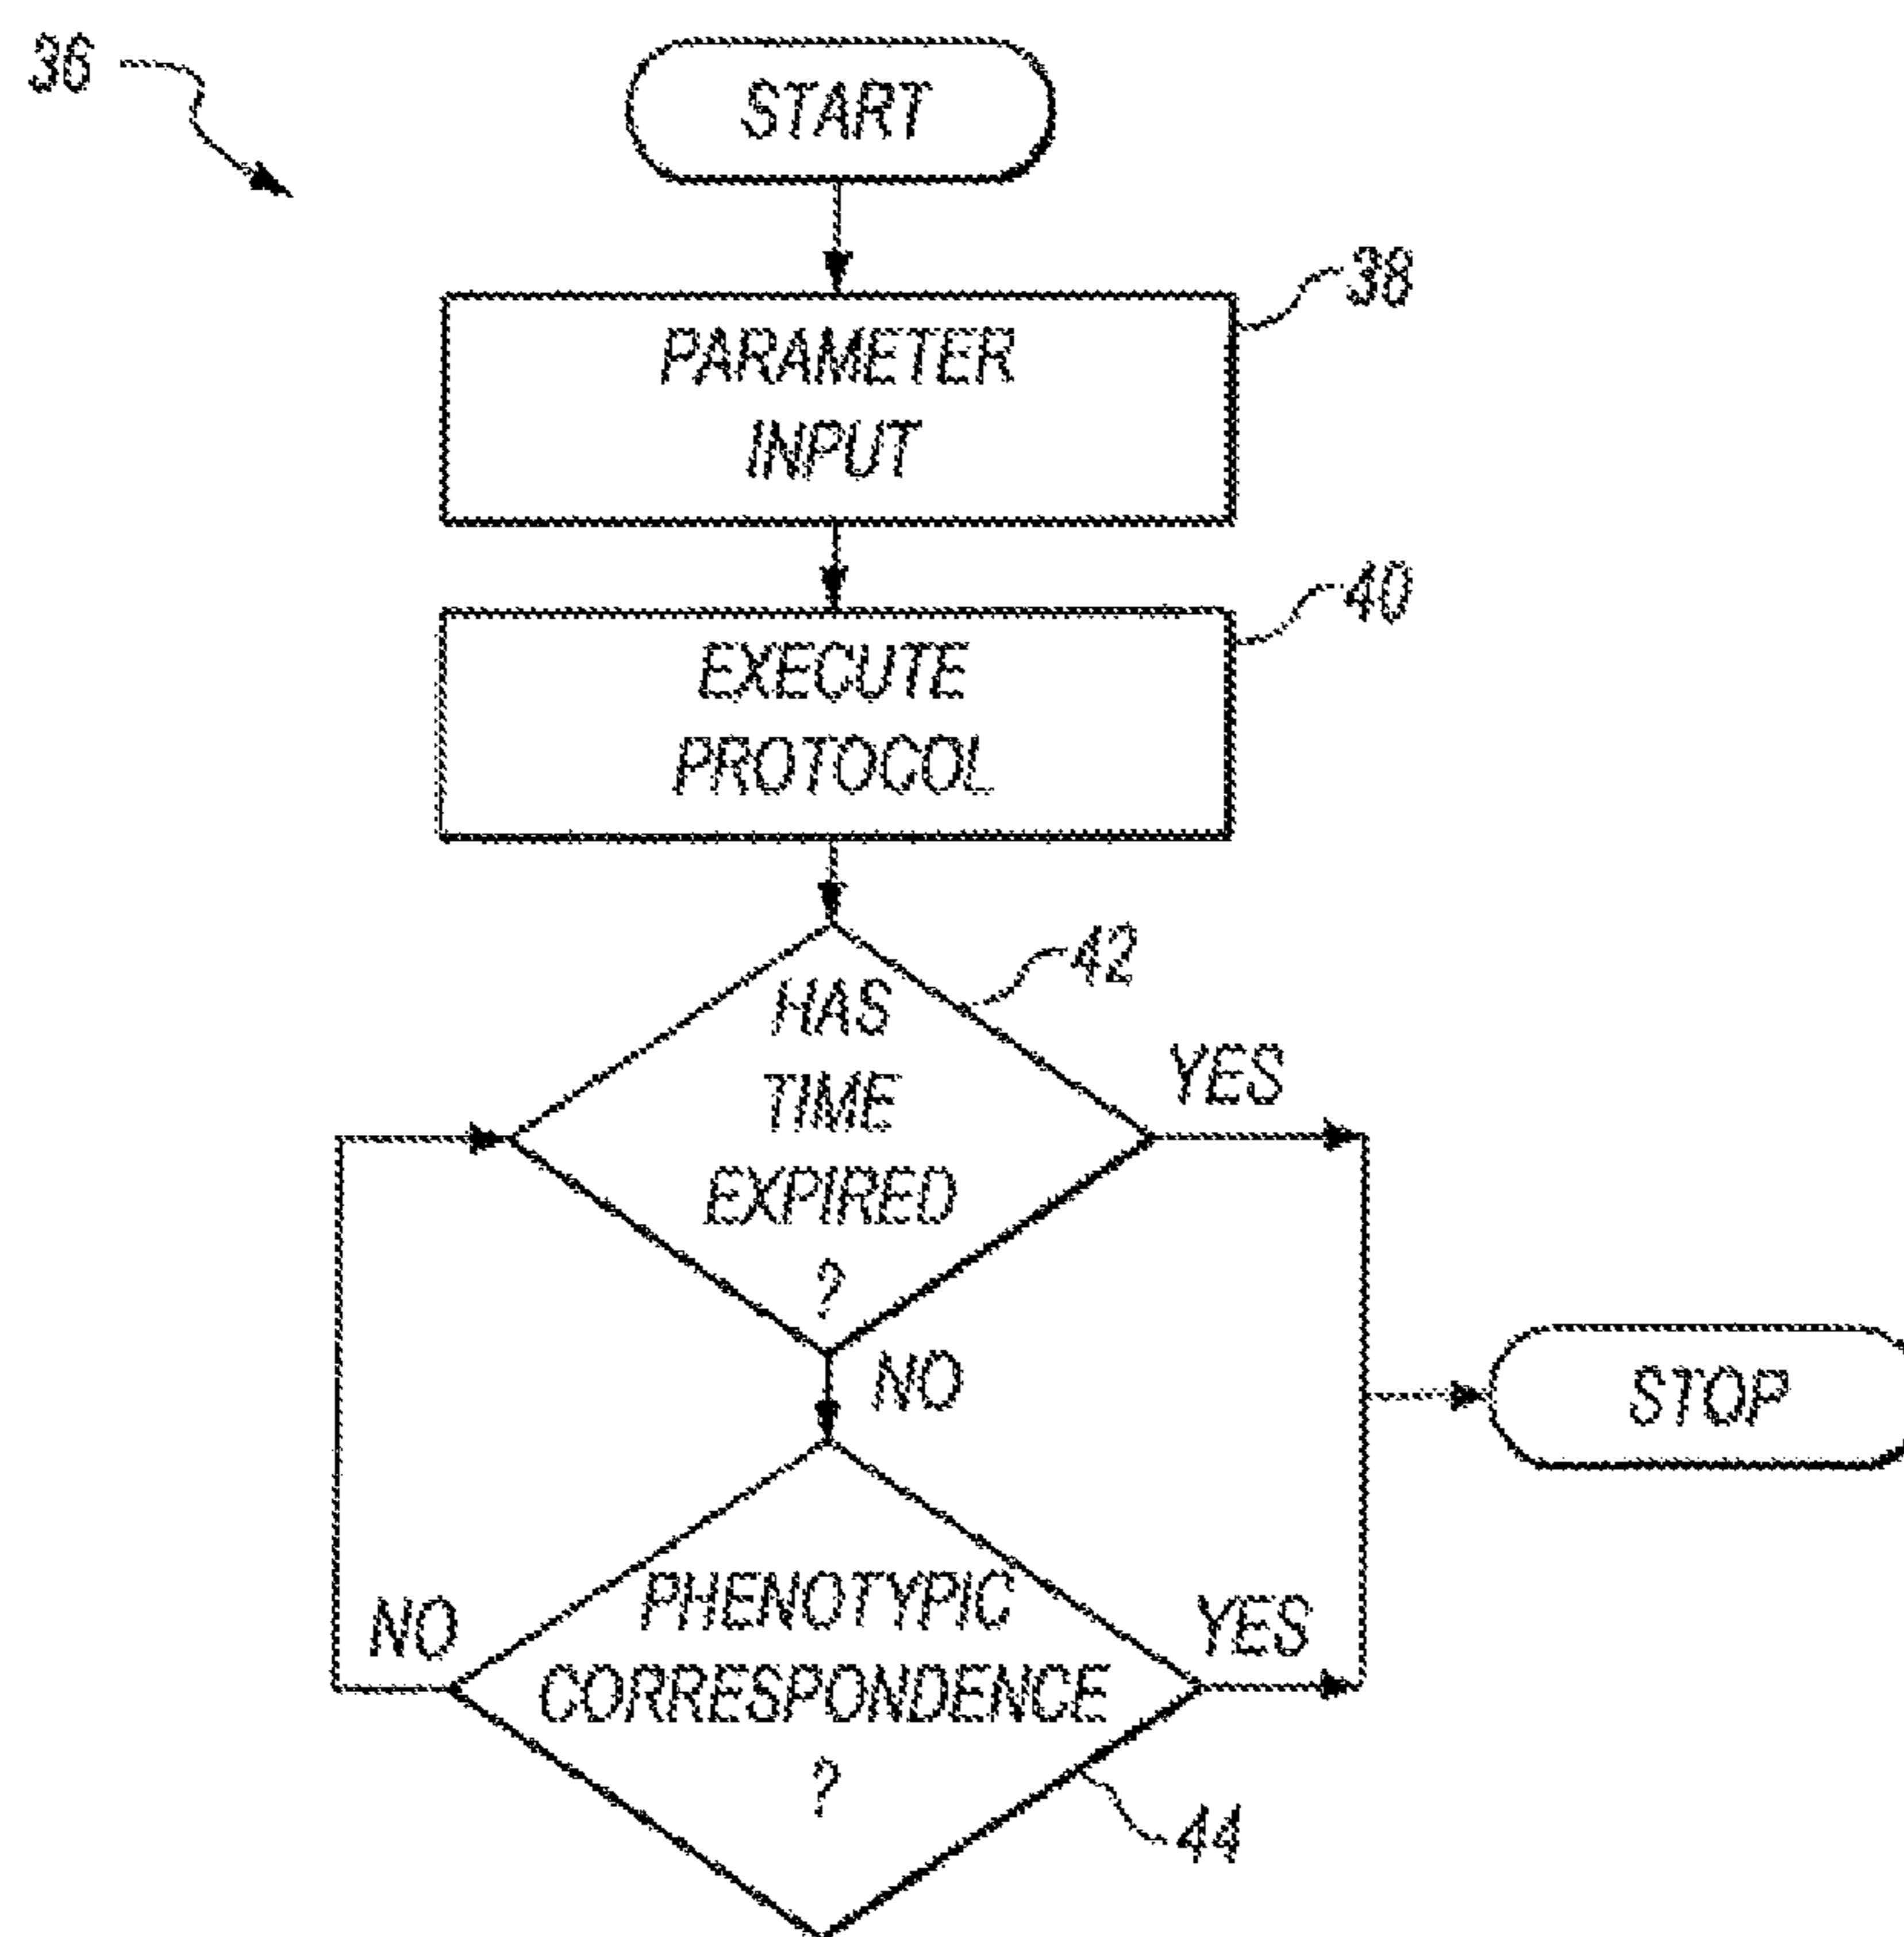 36
START
38
PARAMETER
INPUT
40
EXECUTE
PROTOCOL
42
HAS
TIME
EXPIRED
?
YES
NO
STOP
PHENOTYPIC
CORRESPONDENCE
?
NO
YES
44